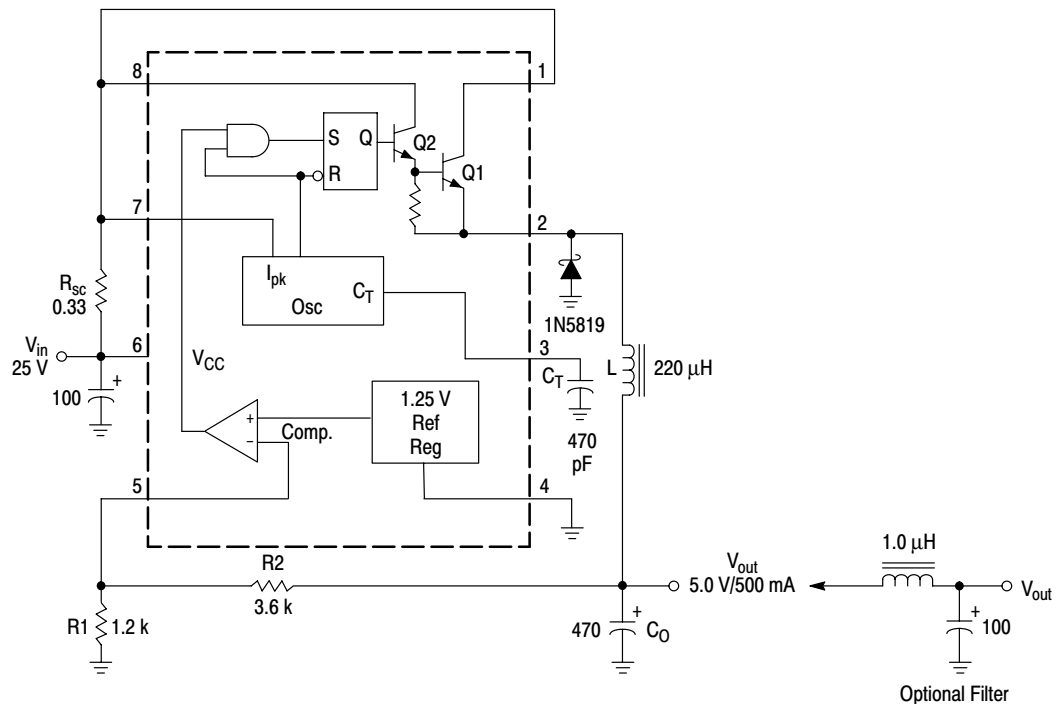 8
1
S
Q
Q2
R
Q1
7
2
Ipk
CT
Osc
Rsc
0.33
1N5819
Vin
25 V
6
VCC
3
CT
L
220 μH
100
+
1.25 V
Ref
Reg
+
Comp.
−
470
pF
5
4
R2
3.6 k
Vout
5.0 V/500 mA
1.0 μH
Vout
R1
1.2 k
470
+
CO
+
100
Optional Filter